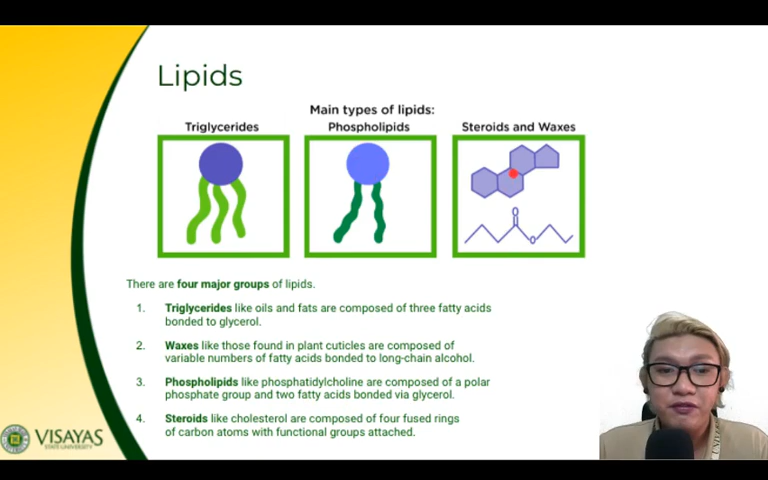 Lipids
Main types of lipids:
Triglycerides
Phospholipids
Steroids and Waxes
O
O
There are four major groups of lipids.
1. Triglycerides like oils and fats are composed of three fatty acids
bonded to glycerol.
2. Waxes like those found in plant cuticles are composed of
variable numbers of fatty acids bonded to long-chain alcohol.
3. Phospholipids like phosphatidylcholine are composed of a polar
phosphate group and two fatty acids bonded via glycerol.
4. Steroids like cholesterol are composed of four fused rings
of carbon atoms with functional groups attached.
VISAYAS
STATE UNIVERSITY